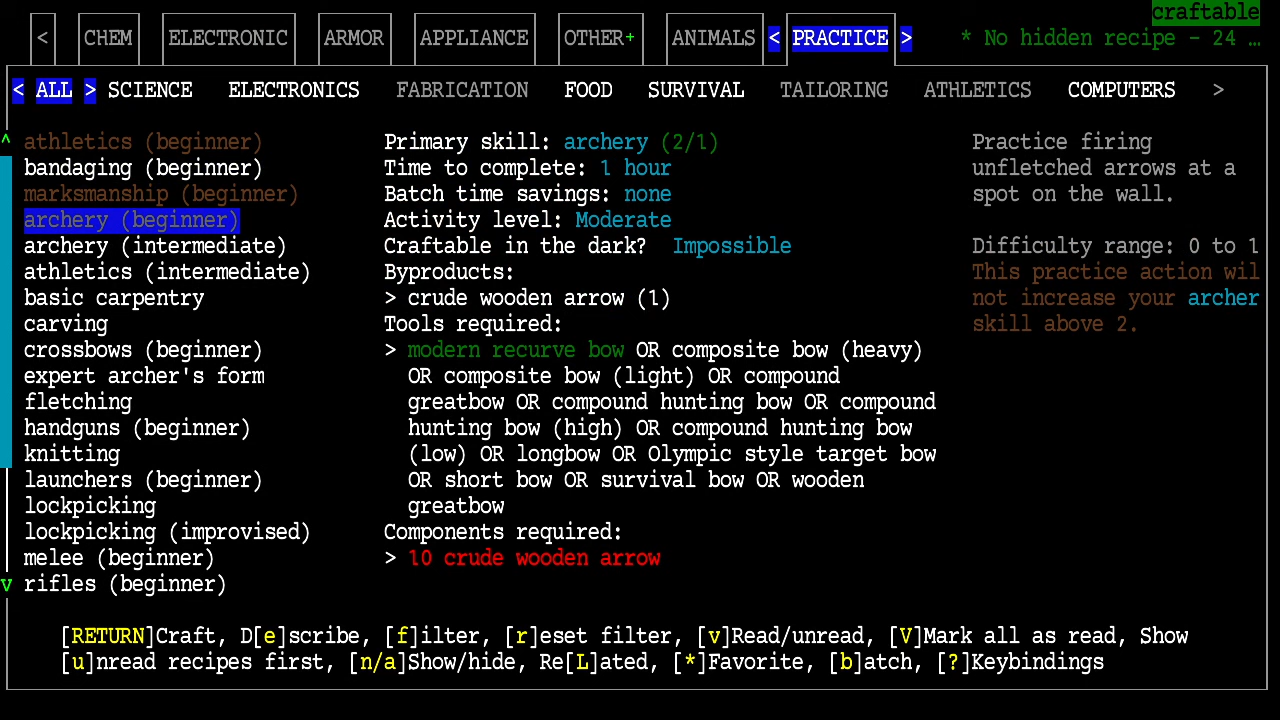 craftable
< CHEM ELECTRONIC ARMOR APPLIANCE OTHER+ ANIMALS < PRACTICE > * No hidden recipe - 24 …
< ALL > SCIENCE ELECTRONICS FABRICATION FOOD SURVIVAL TAILORING ATHLETICS COMPUTERS >
^ athletics (beginner) Primary skill: archery (2/1) Practice firing
bandaging (beginner) Time to complete: 1 hour unfletched arrows at a
marksmanship (beginner) Batch time savings: none spot on the wall.
archery (beginner) Activity level: Moderate
archery (intermediate) Craftable in the dark? Impossible Difficulty range: 0 to 1
athletics (intermediate) Byproducts: This practice action wil
basic carpentry > crude wooden arrow (1) not increase your archer
carving Tools required: skill above 2.
crossbows (beginner) > modern recurve bow OR composite bow (heavy)
expert archer's form OR composite bow (light) OR compound
fletching greatbow OR compound hunting bow OR compound
handguns (beginner) hunting bow (high) OR compound hunting bow
knitting (low) OR longbow OR Olympic style target bow
launchers (beginner) OR short bow OR survival bow OR wooden
lockpicking greatbow
lockpicking (improvised) Components required:
melee (beginner) > 10 crude wooden arrow
v rifles (beginner)
[RETURN]Craft, D[e]scribe, [f]ilter, [r]eset filter, [v]Read/unread, [V]Mark all as read, Show
[u]nread recipes first, [n/a]Show/hide, Re[L]ated, [*]Favorite, [b]atch, [?]Keybindings